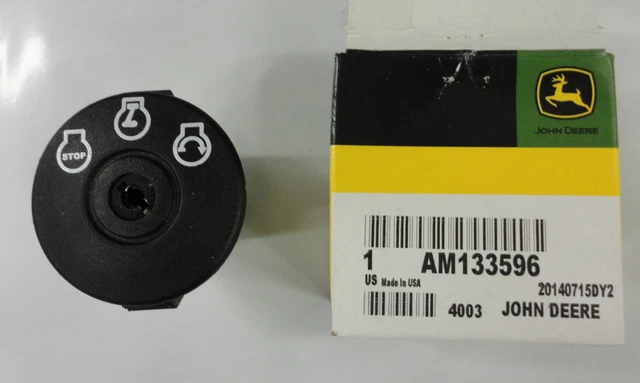 STOP
JOHN DEERE
1 AM133596
US Made In USA
20140715DY2
4003 JOHN DEERE